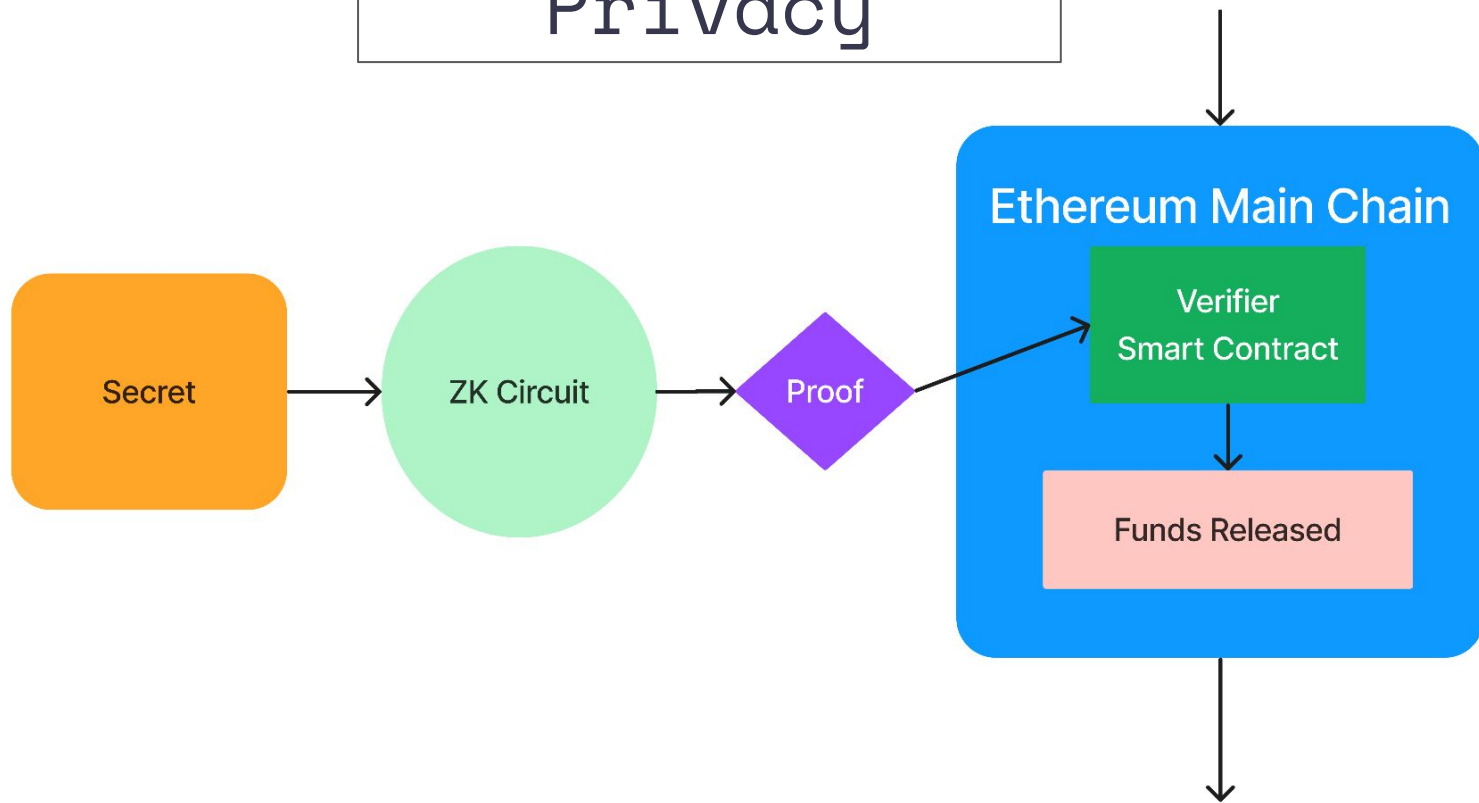 Privacy
Ethereum Main Chain
Verifier
Smart Contract
Secret
ZK Circuit
Proof
Funds Released